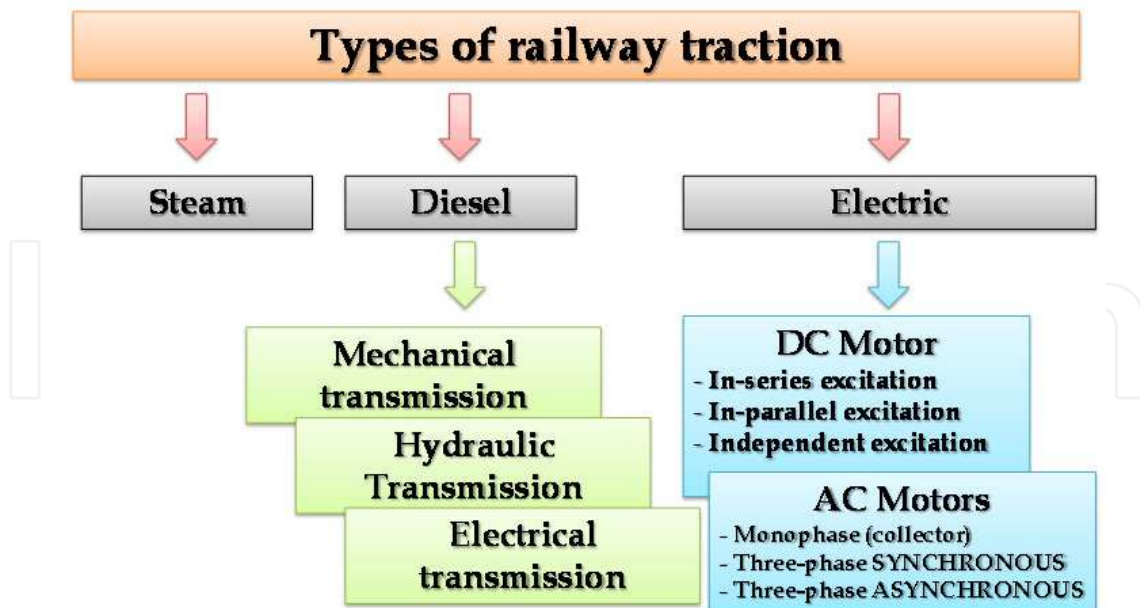 Types of railway traction
Steam
Diesel
Electric
Mechanical
transmission
Hydraulic
Transmission
Electrical
transmission
DC Motor
- In-series excitation
- In-parallel excitation
- Independent excitation
AC Motors
- Monophase (collector)
- Three-phase SYNCHRONOUS
- Three-phase ASYNCHRONOUS